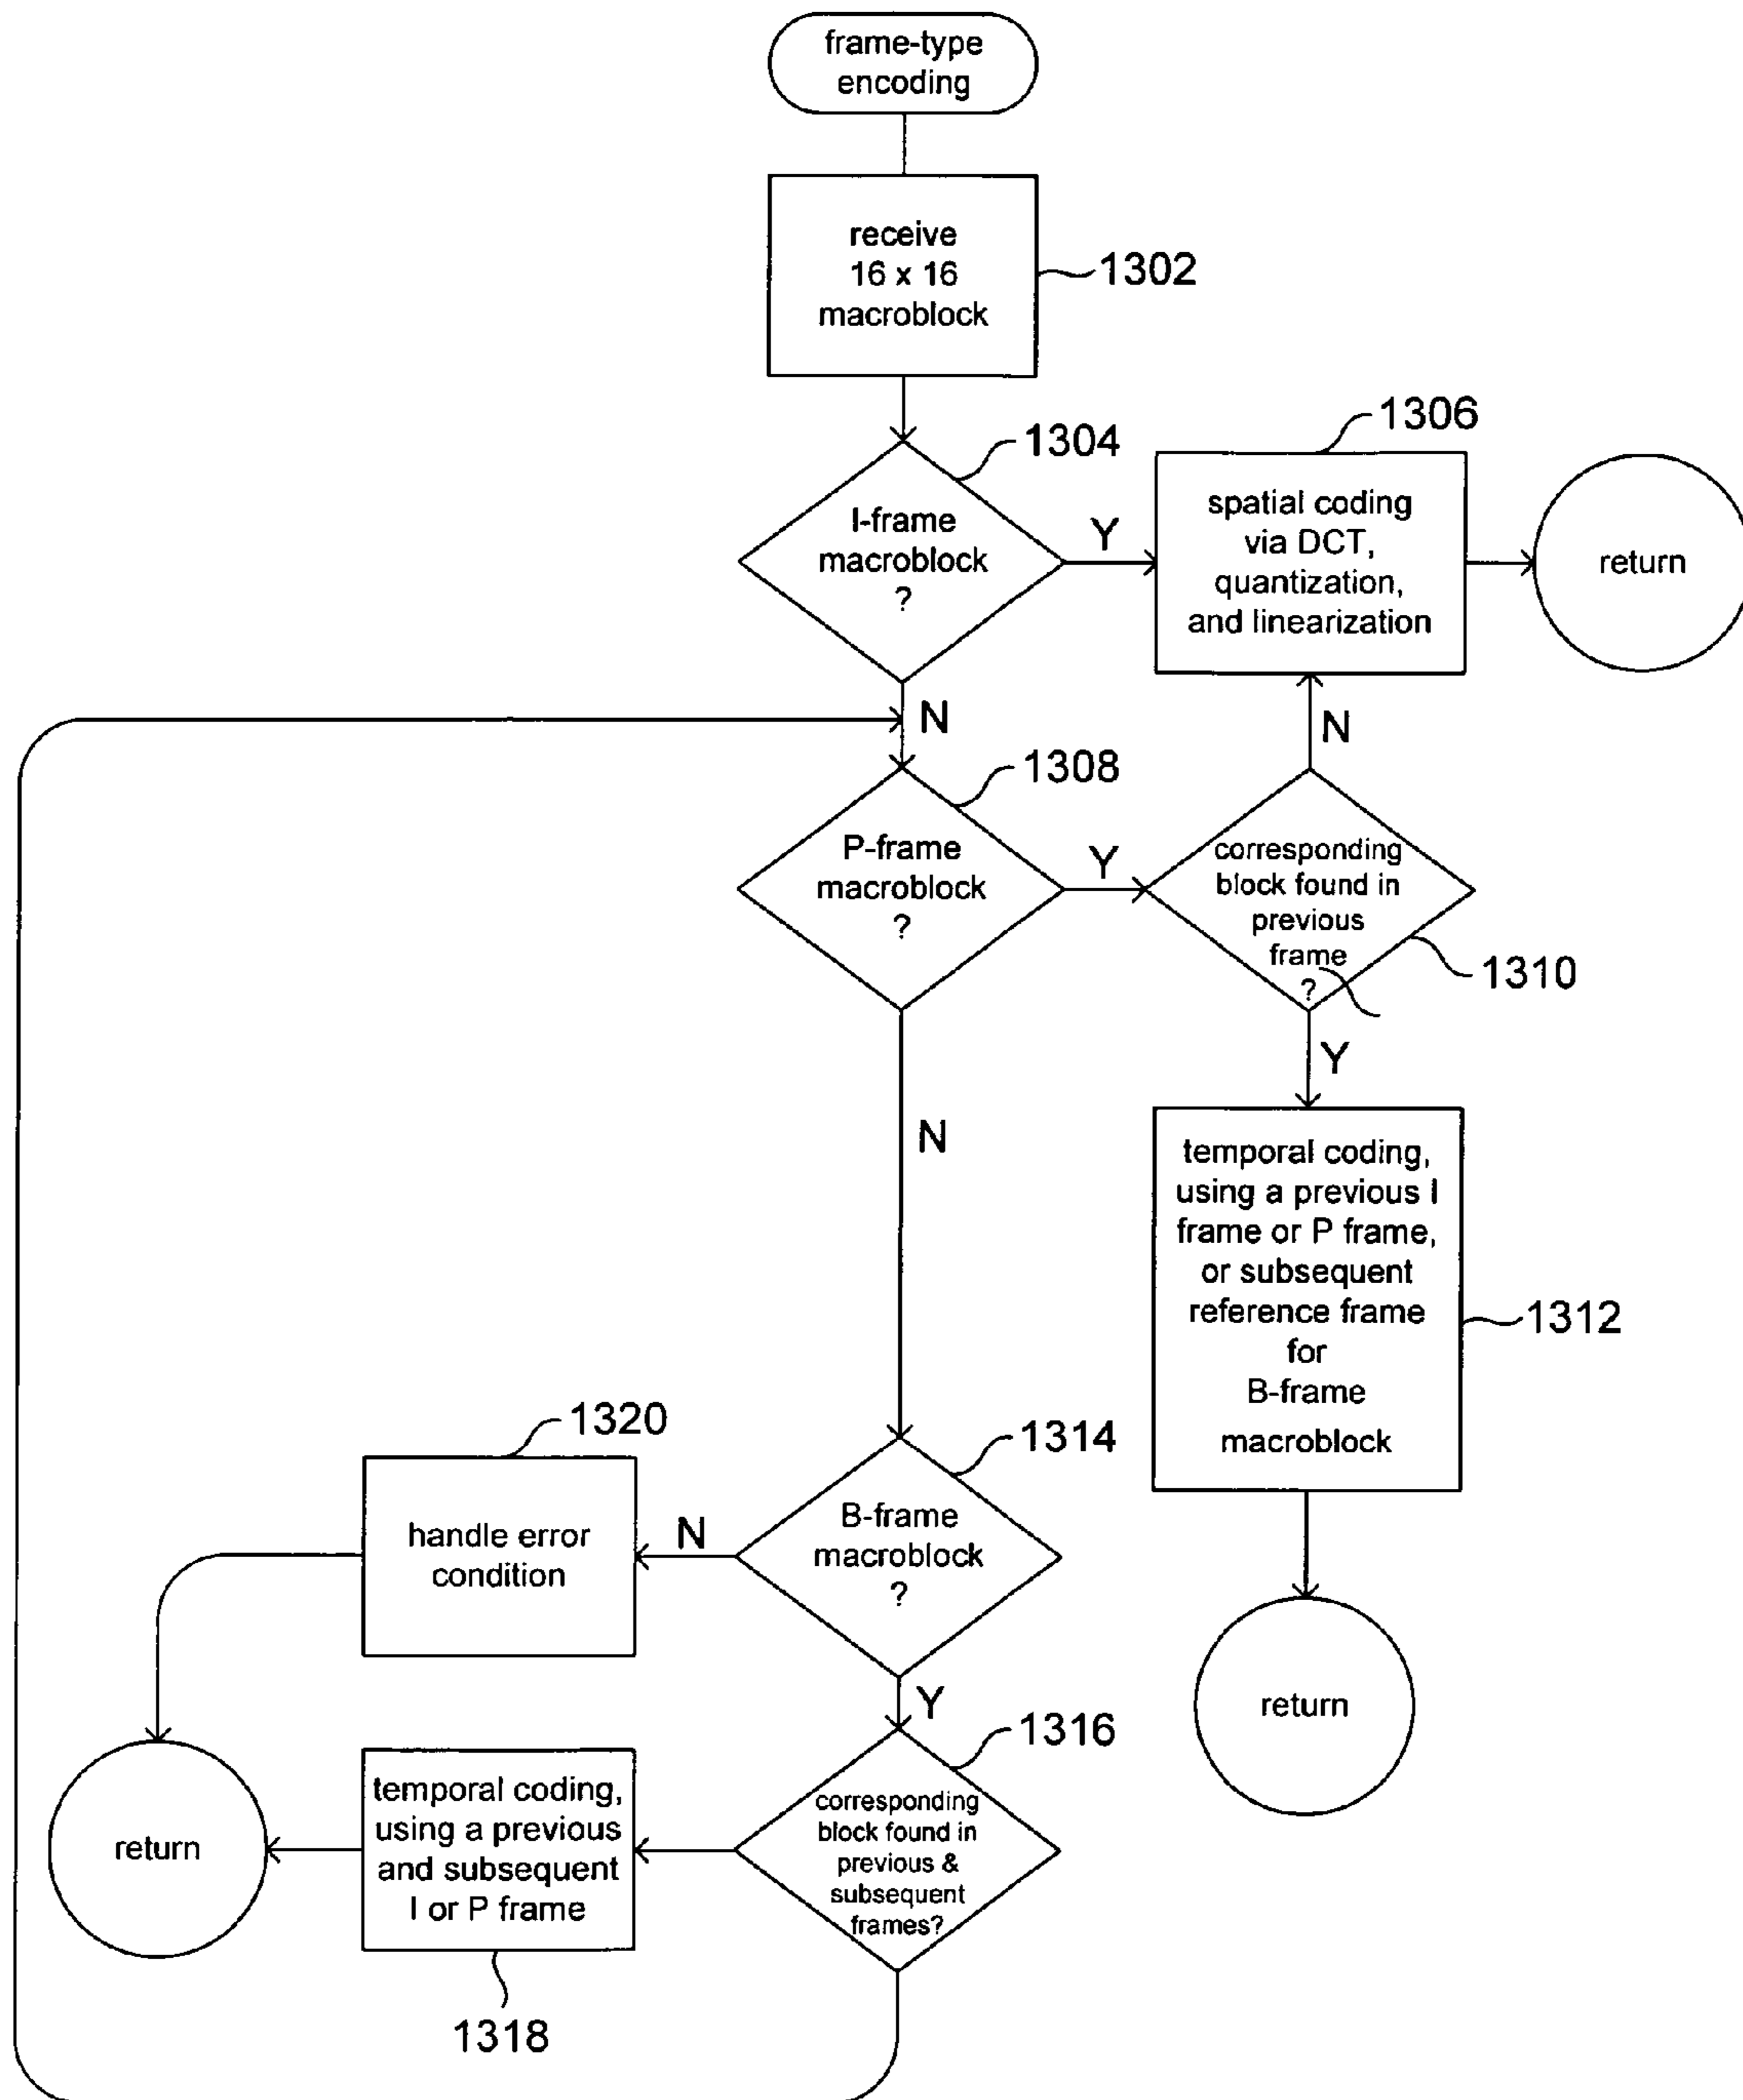 frame-type
encoding
receive
16 x 16
macroblock
1302
1304
I-frame
macroblock
?
Y
1306
spatial coding
via DCT,
quantization,
and linearization
return
N
N
1308
P-frame
macroblock
?
Y
corresponding
block found in
previous
frame
?
1310
Y
N
temporal coding,
using a previous I
frame or P frame,
or subsequent
reference frame
for
B-frame
macroblock
1312
return
1314
B-frame
macroblock
?
N
1320
handle error
condition
Y
1316
corresponding
block found in
previous &
subsequent
frames?
temporal coding,
using a previous
and subsequent
I or P frame
1318
return